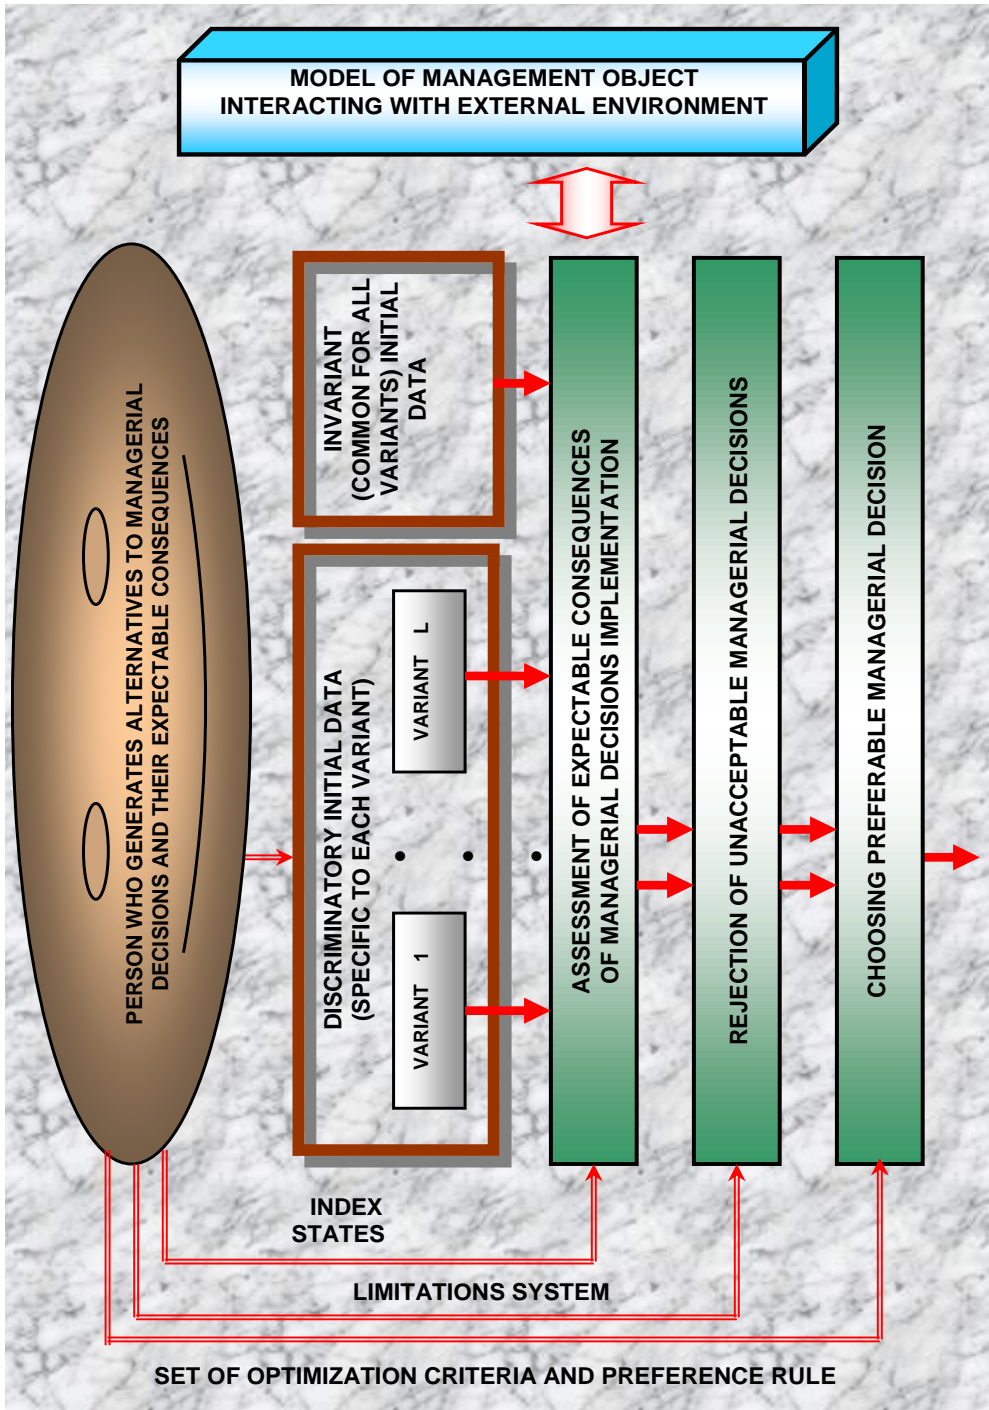 MODEL OF MANAGEMENT OBJECT
INTERACTING WITH EXTERNAL ENVIRONMENT
PERSON WHO GENERATES ALTERNATIVES TO MANAGERIAL
DECISIONS AND THEIR EXPECTABLE CONSEQUENCES
INVARIANT
(COMMON FOR ALL
VARIANTS) INITIAL
DATA
DISCRIMINATORY INITIAL DATA
(SPECIFIC TO EACH VARIANT)
VARIANT L
VARIANT 1
ASSESSMENT OF EXPECTABLE CONSEQUENCES
OF MANAGERIAL DECISIONS IMPLEMENTATION
REJECTION OF UNACCEPTABLE MANAGERIAL DECISIONS
CHOOSING PREFERABLE MANAGERIAL DECISION
INDEX
STATES
LIMITATIONS SYSTEM
SET OF OPTIMIZATION CRITERIA AND PREFERENCE RULE